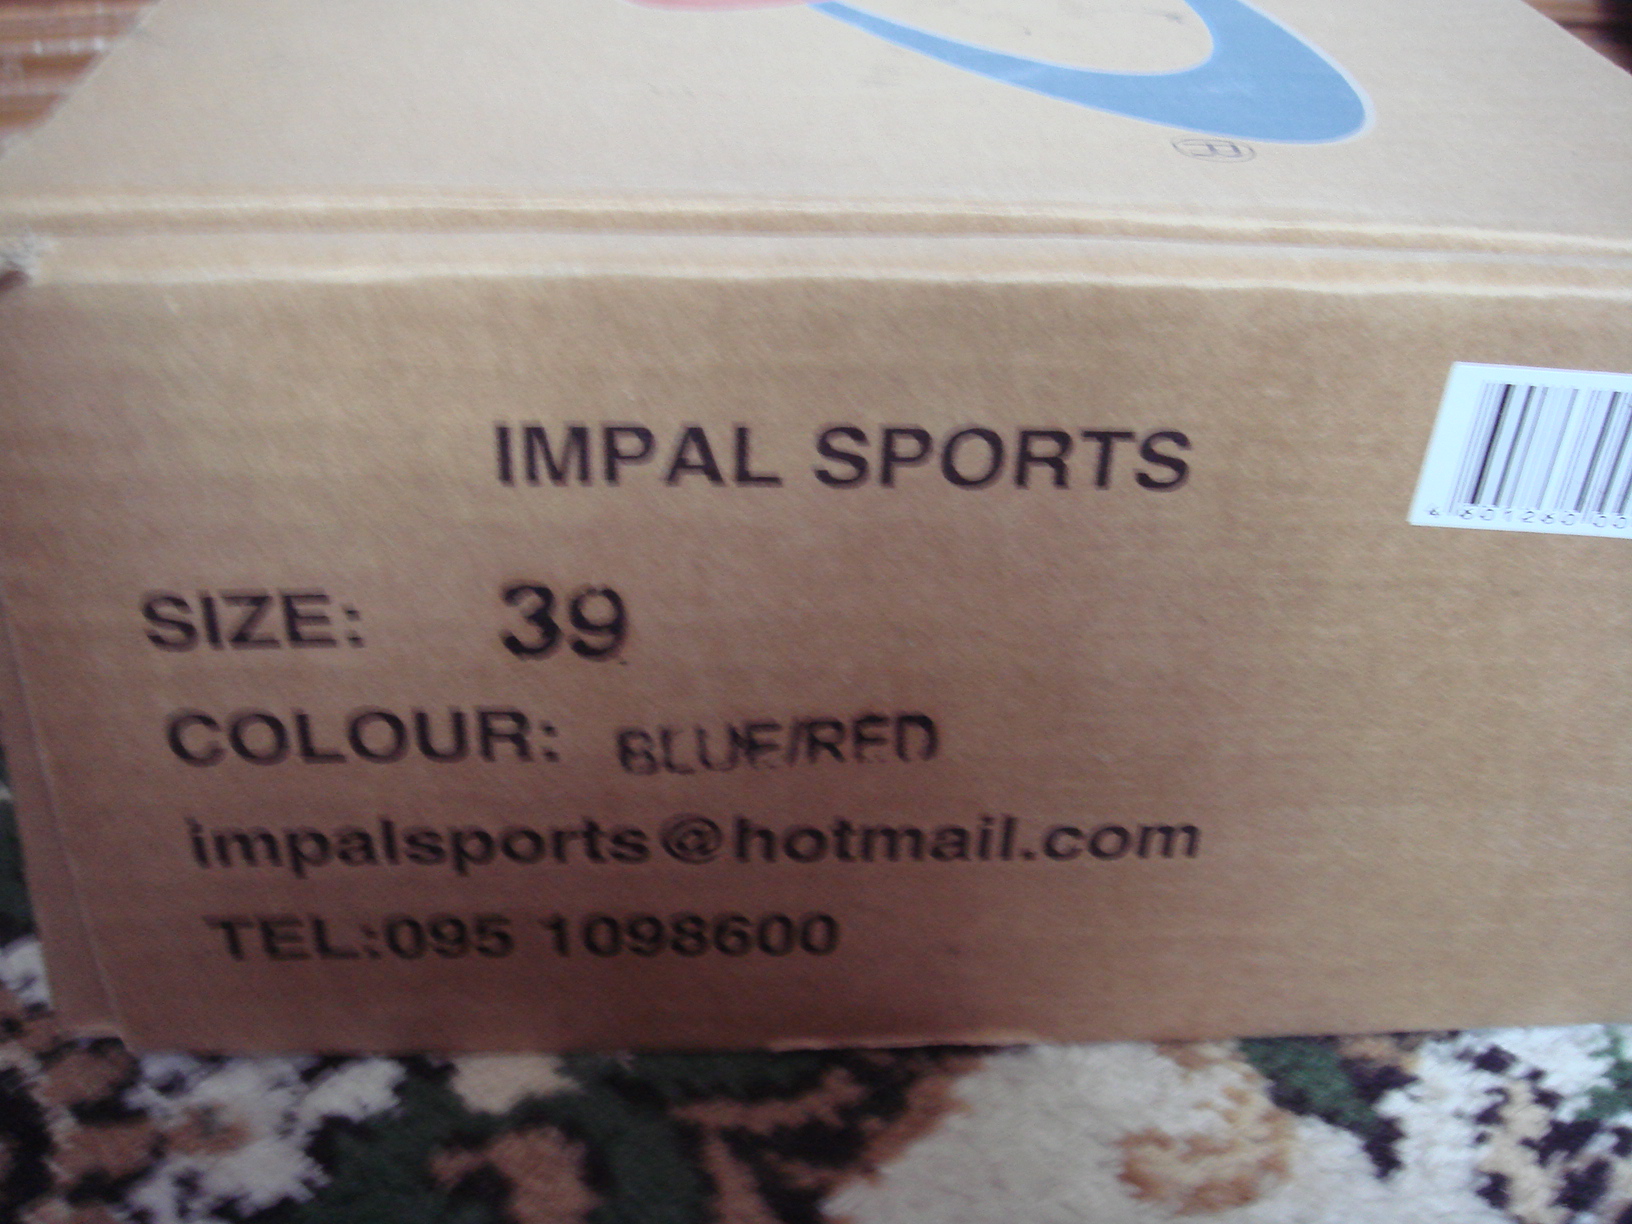 ®
IMPAL SPORTS
SIZE: 39
COLOUR: BLUE/RED
impalsports@hotmail.com
TEL:095 1098600